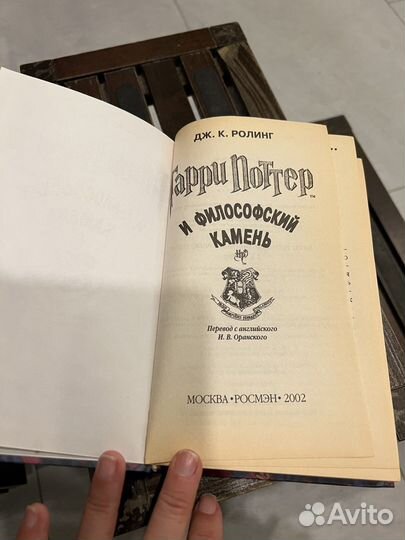 ДЖ. К. РОЛИНГ
Гарри Поттер
И ФИЛОСОФСКИЙ
КАМЕНЬ
Перевод с английского
И. В. Оранского
МОСКВА • РОСМЭН • 2002
Avito